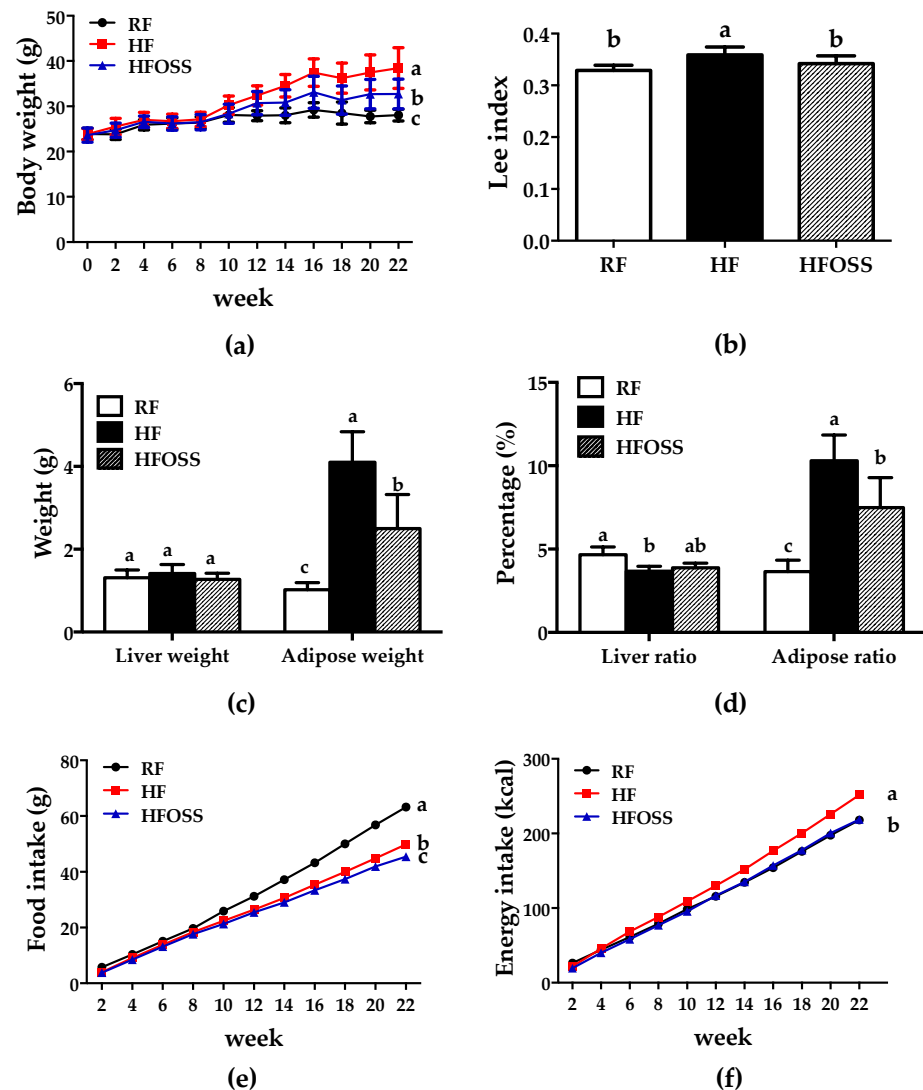 RF
HF
HFOSS
Body weight (g)
50
40
30
20
10
0
a
b
c
0 2 4 6 8 10 12 14 16 18 20 22
week
(a)
Lee index
0.4
0.3
0.2
0.1
0.0
b a b
RF HF HFOSS
(b)
Weight (g)
6
4
2
0
RF
HF
HFOSS
a a a c a b
Liver weight Adipose weight
(c)
Percentage (%)
15
10
5
0
RF
HF
HFOSS
a b ab c a b
Liver ratio Adipose ratio
(d)
Food intake (g)
80
60
40
20
0
RF
HF
HFOSS
a
b
c
2 4 6 8 10 12 14 16 18 20 22
week
(e)
Energy intake (kcal)
300
200
100
0
RF
HF
HFOSS
a
b
2 4 6 8 10 12 14 16 18 20 22
week
(f)